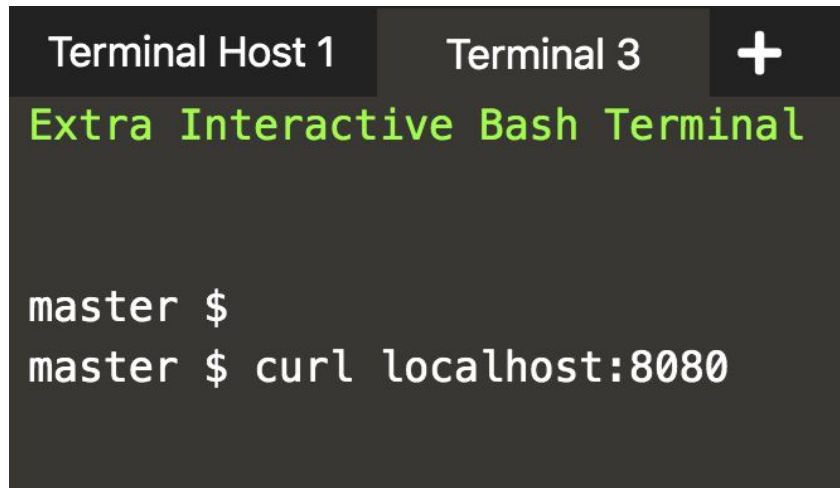 Terminal Host 1 Terminal 3 +
Extra Interactive Bash Terminal
master $
master $ curl localhost:8080